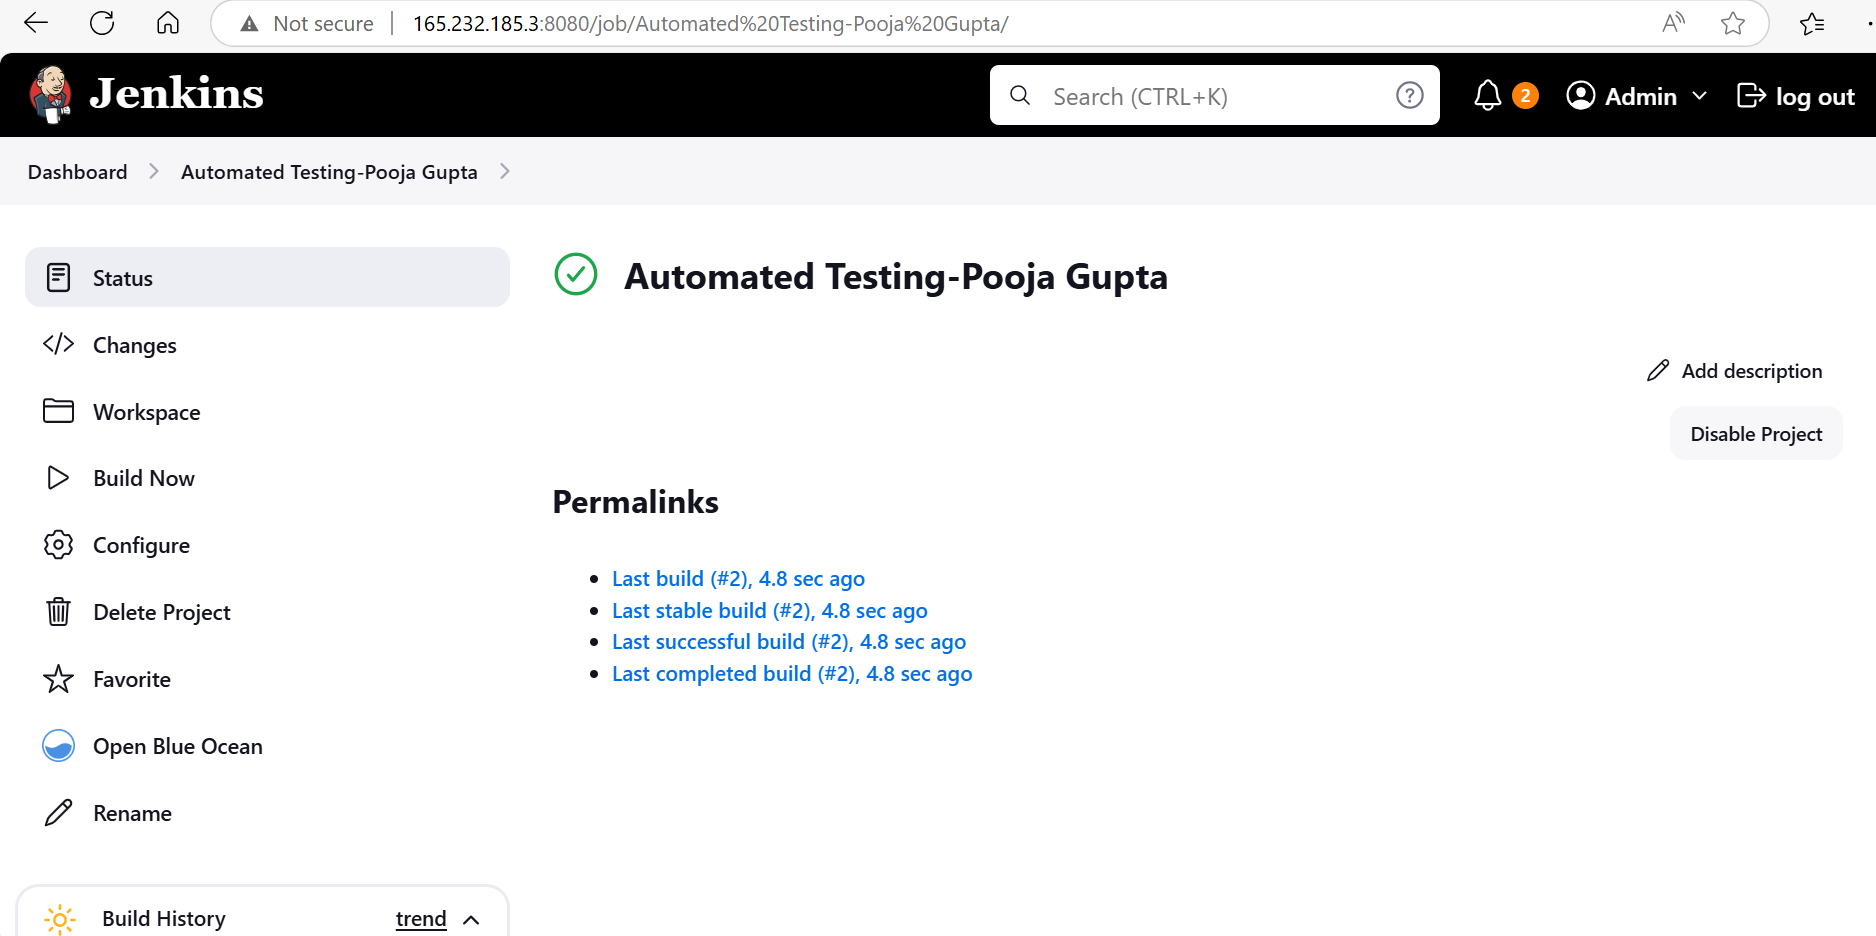 Not secure | 165.232.185.3:8080/job/Automated%20Testing-Pooja%20Gupta/
Jenkins
Search (CTRL+K)
?
2
Admin
log out
Dashboard
Automated Testing-Pooja Gupta
Status
Changes
Workspace
Build Now
Configure
Delete Project
Favorite
Open Blue Ocean
Rename
Build History
trend
Automated Testing-Pooja Gupta
Add description
Disable Project
Permalinks
Last build (#2), 4.8 sec ago
Last stable build (#2), 4.8 sec ago
Last successful build (#2), 4.8 sec ago
Last completed build (#2), 4.8 sec ago